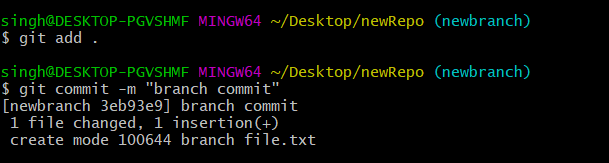 singh@DESKTOP-PGVSHMF MINGW64 ~/Desktop/newRepo (newbranch)
$ git add .
singh@DESKTOP-PGVSHMF MINGW64 ~/Desktop/newRepo (newbranch)
$ git commit -m "branch commit"
[newbranch 3eb93e9] branch commit
1 file changed, 1 insertion(+)
create mode 100644 branch file.txt